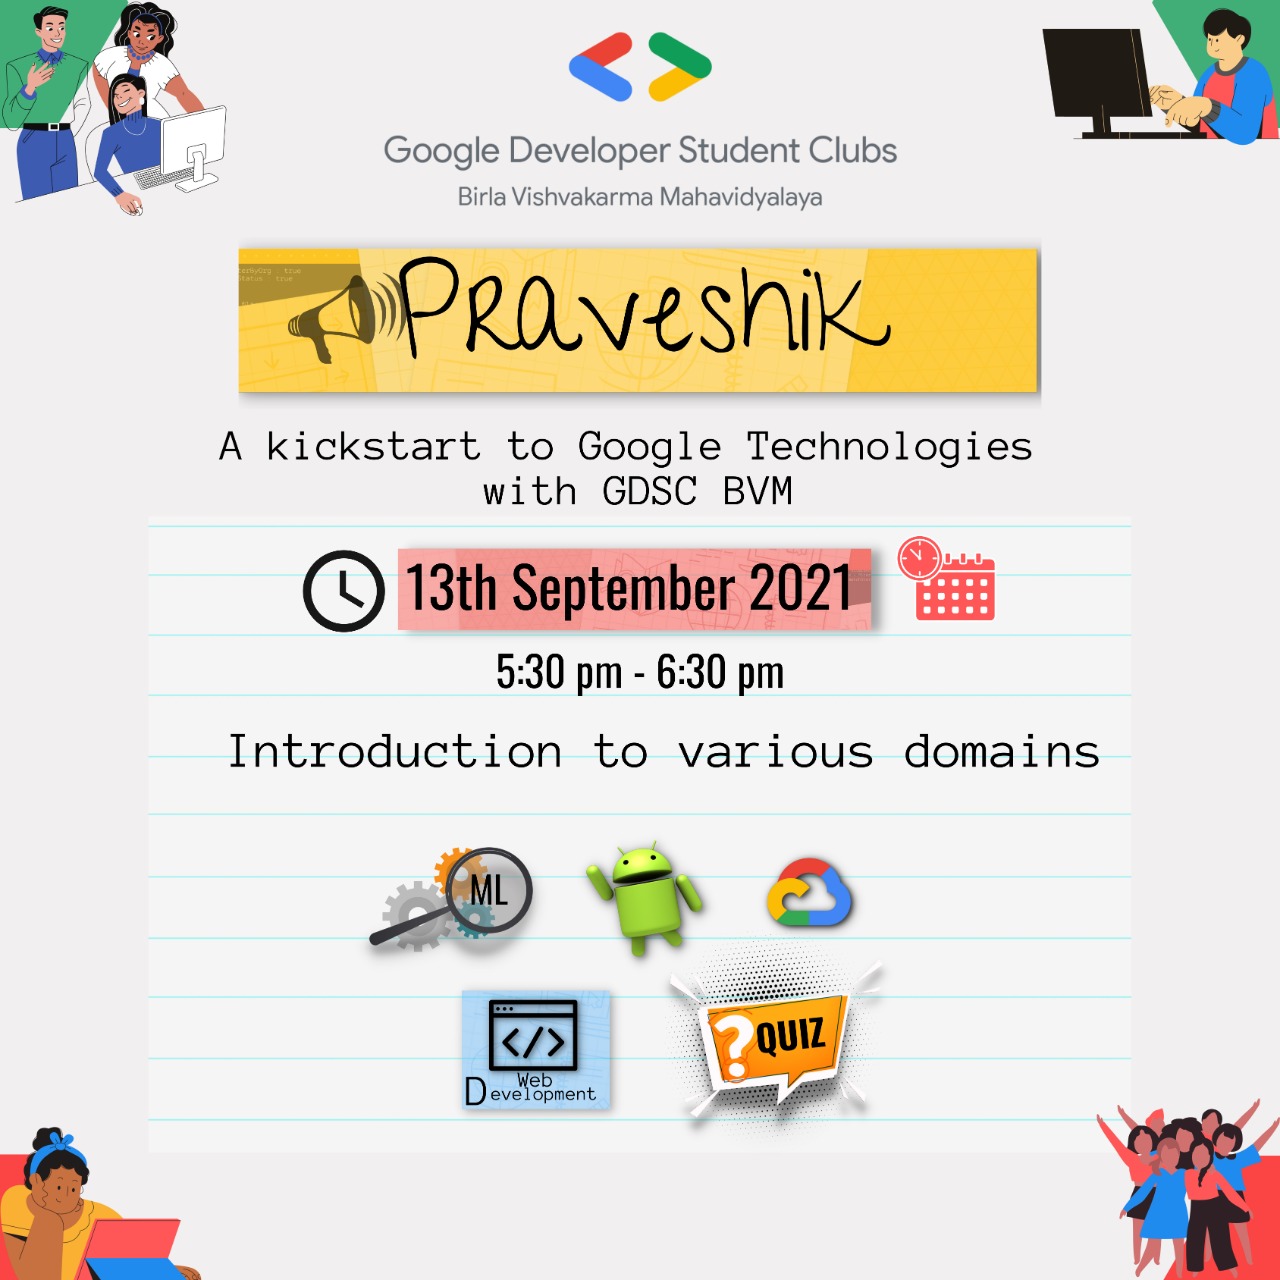 Google Developer Student Clubs
Birla Vishvakarma Mahavidyalaya
Praveshik
A kickstart to Google Technologies
with GDSC BVM
13th September 2021
5:30 pm - 6:30 pm
Introduction to various domains
ML
Web
Development
?QUIZ